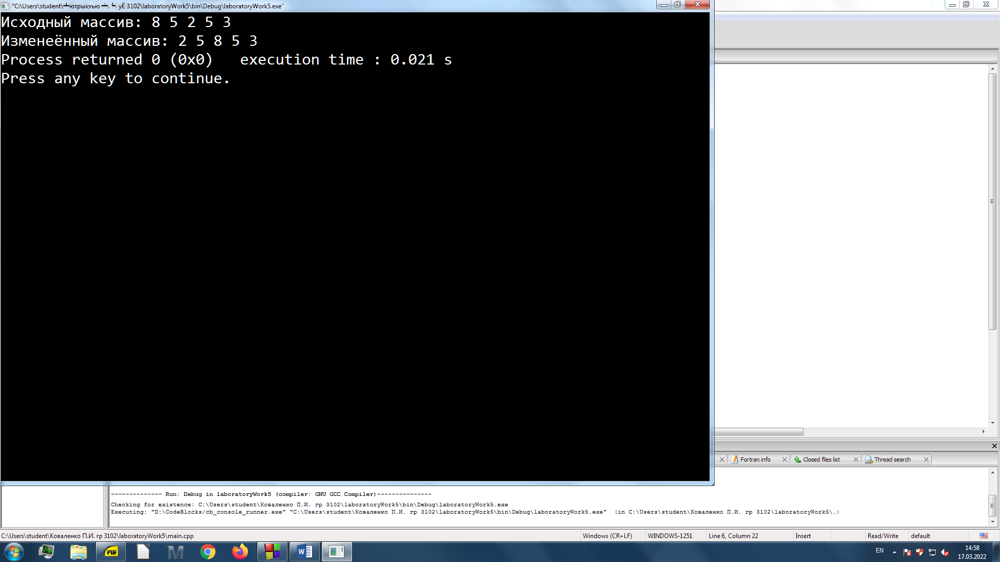 "C:\Users\student\┷ютрыхэъю ┷. ┗. уЁ 3102\laboratoryWork5\bin\Debug\laboratoryWork5.exe"
Исходный массив: 8 5 2 5 3
Изменеённый массив: 2 5 8 5 3
Process returned 0 (0x0)   execution time : 0.021 s
Press any key to continue.
Fortran info
Closed files list
Thread search
-------------- Run: Debug in laboratoryWork5 (compiler: GNU GCC Compiler)---------------
Checking for existence: C:\Users\student\Коваленко П.И. гр 3102\laboratoryWork5\bin\Debug\laboratoryWork5.exe
Executing: "D:\CodeBlocks/cb_console_runner.exe" "C:\Users\student\Коваленко П.И. гр 3102\laboratoryWork5\bin\Debug\laboratoryWork5.exe"  (in C:\Users\student\Коваленко П.И. гр 3102\laboratoryWork5\.)
C:\Users\student\Коваленко П.И. гр 3102\laboratoryWork5\main.cpp
Windows (CR+LF)
WINDOWS-1251
Line 6, Column 22
Insert
Read/Write
default
PDF
EN
14:58
17.03.2022